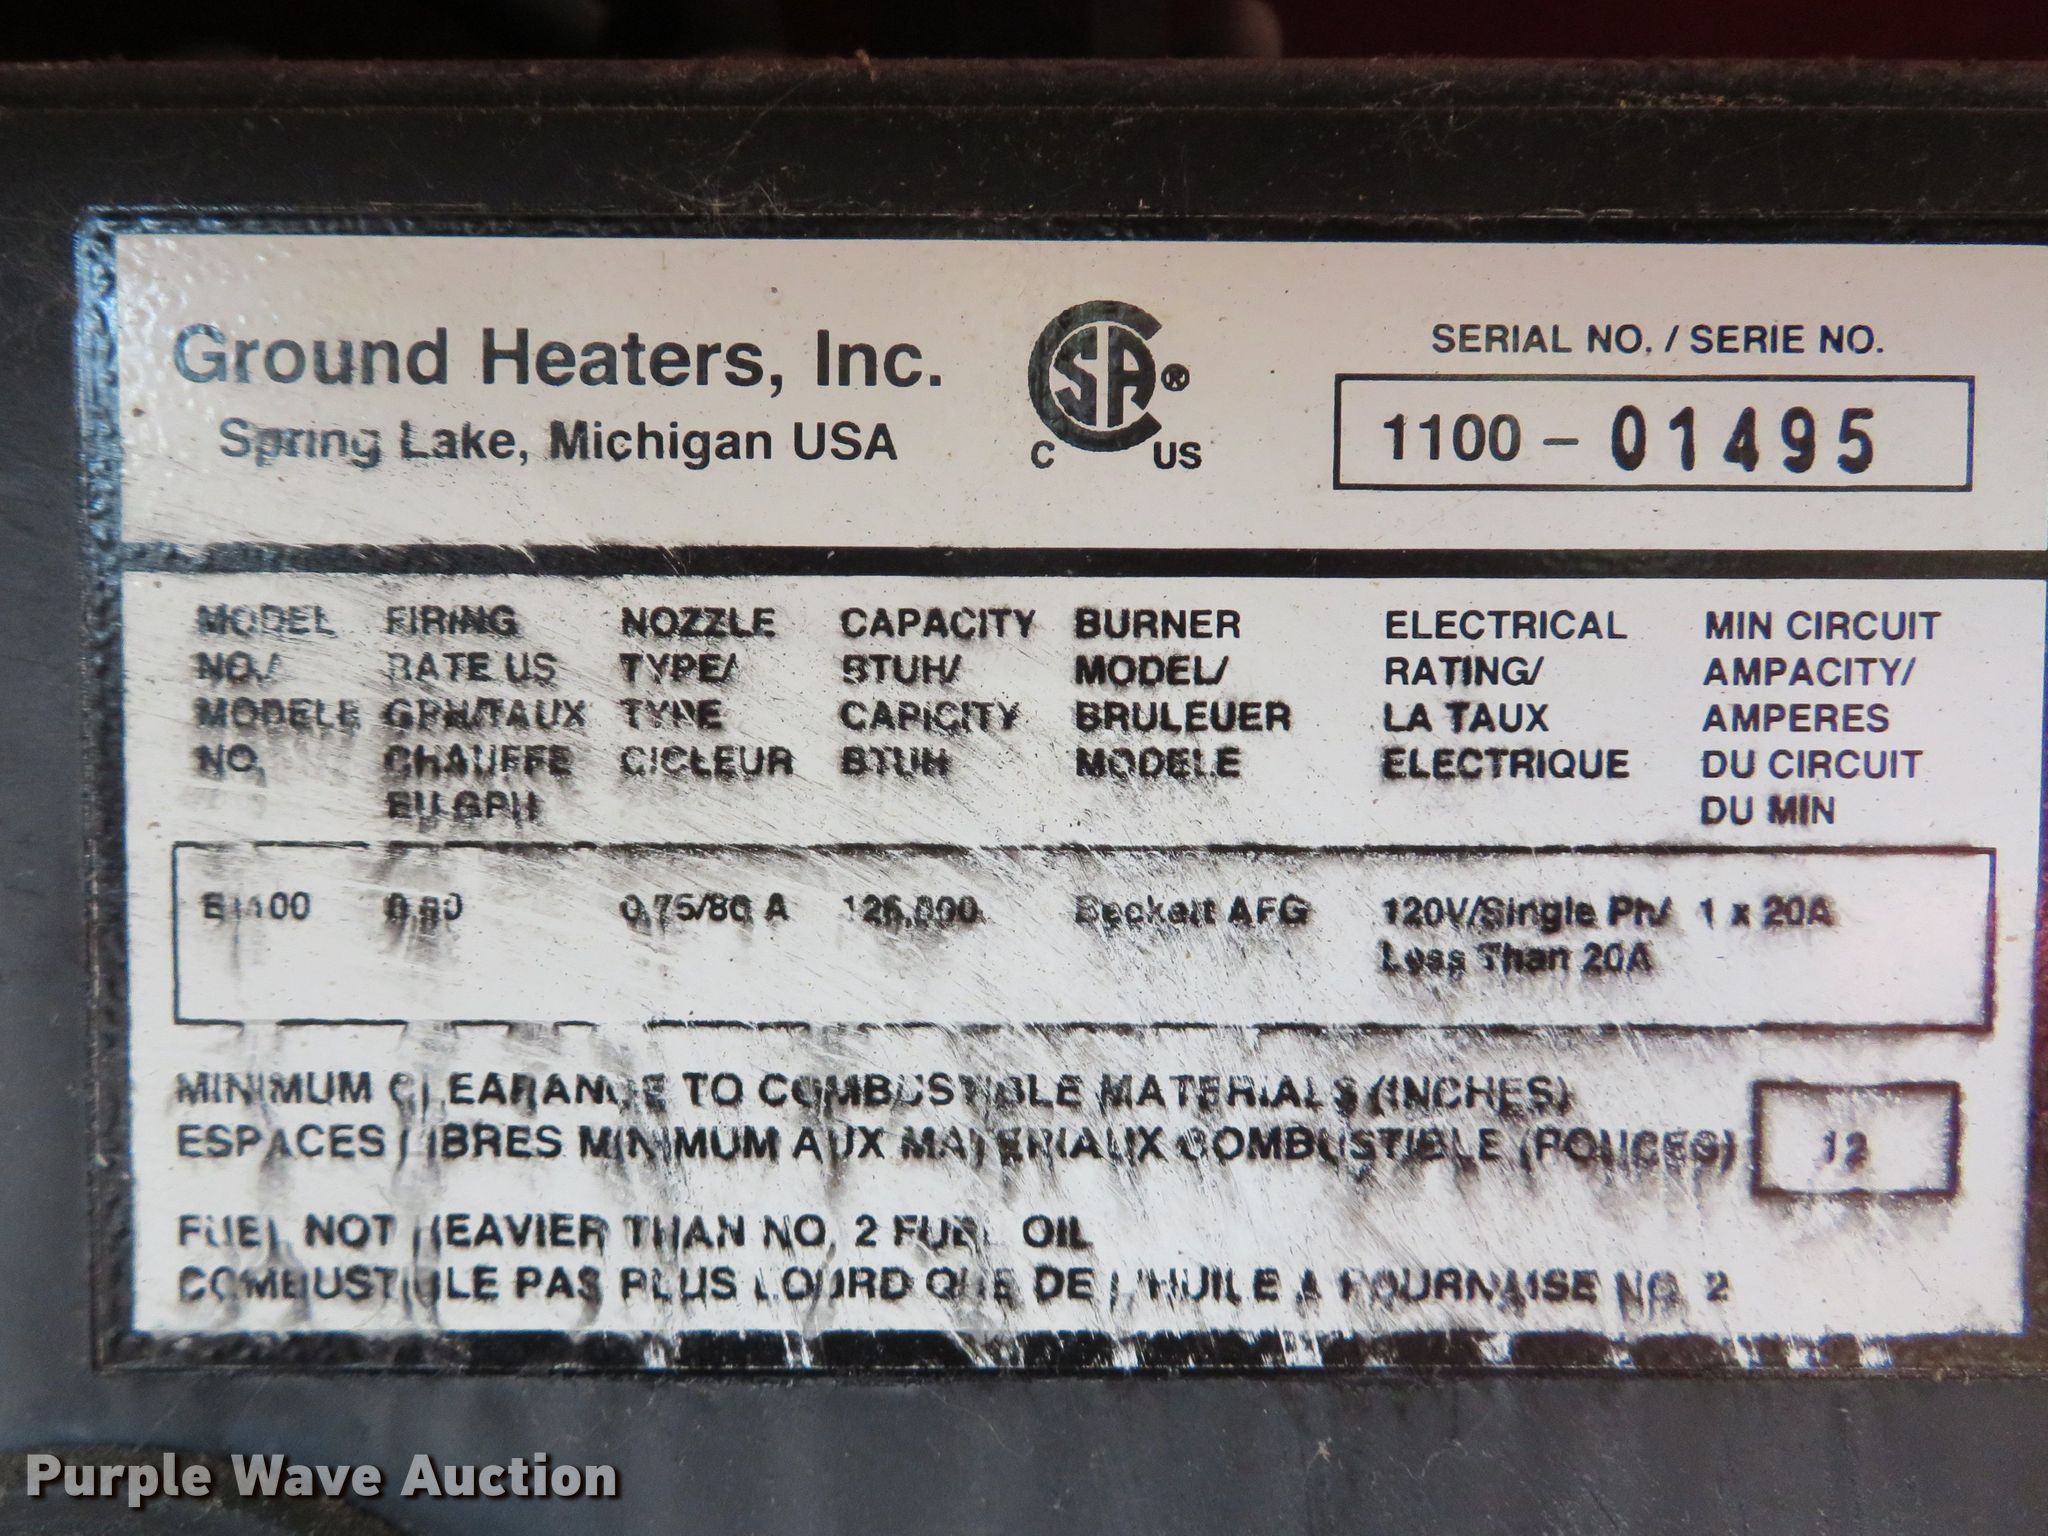 Ground Heaters, Inc.
Spring Lake, Michigan USA
CSA®
C US
SERIAL NO. / SERIE NO.
1100 - 01495
MODEL NO./ MODELE NO.
FIRING RATE US GPH/TAUX CHAUFFE EU GPH
NOZZLE TYPE/ TYPE GICLEUR
CAPACITY BTUH/ CAPICITY BTUH
BURNER MODEL/ BRULEUER MODELE
ELECTRICAL RATING/ LA TAUX ELECTRIQUE
MIN CIRCUIT AMPACITY/ AMPERES DU CIRCUIT DU MIN
0.75/80 A 126,000 Beckett AFG 120V/Single Ph/ 1 x 20A
Less Than 20A
MINIMUM CLEARANCE TO COMBUSTIBLE MATERIALS (INCHES)
ESPACES LIBRES MINIMUM AUX MATERIAUX COMBUSTIBLE (POUCES) 12
FUEL NOT HEAVIER THAN NO. 2 FUEL OIL
COMBUSTIBLE PAS PLUS LOURD QUE DE L'HUILE A FOURNAISE NO. 2
Purple Wave Auction